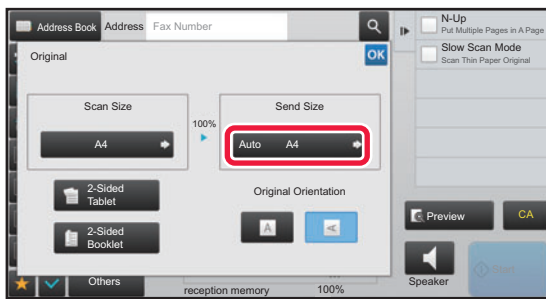 Address Book Address Fax Number
N-Up
Put Multiple Pages in A Page
Original
OK
Slow Scan Mode
Scan Thin Paper Original
Scan Size
Send Size
100%
A4
Auto A4
2-Sided
Tablet
Original Orientation
2-Sided
Booklet
A
A
Preview
CA
Start
Others
reception memory 100%
Speaker